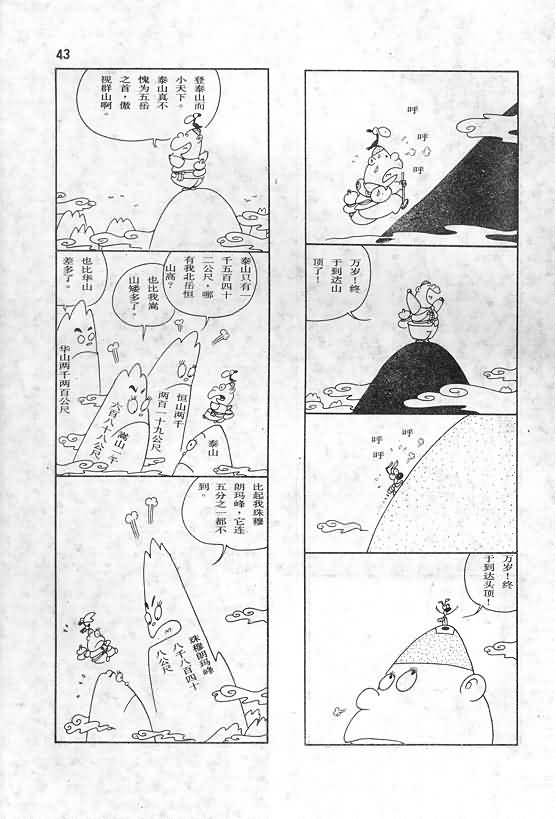 43
呼
呼
呼
万岁！终
于到达山
顶了！
呼
呼
呼
万岁！终
于到达头
顶！
登泰山而
小天下。
泰山真不
愧为五岳
之首，傲
视群山啊。
泰山只有一
千五百四十
二公尺，哪
有我北岳恒
山高？
也比我嵩
山矮多了。
也比华山
差多了。
泰山
恒山两千
两百一十九公尺
嵩山一千
六百八十八公尺
华山两千两百公尺
比起我珠穆
朗玛峰，它连
五分之一都不
到。
珠穆朗玛峰
八千八百四十
八公尺